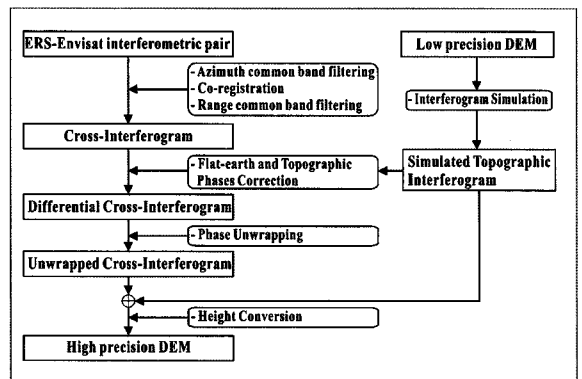 ERS-Envisat interferometric pair
Low precision DEM
- Azimuth common band filtering
- Co-registration
- Range common band filtering
- Interferogram Simulation
Cross-Interferogram
- Flat-earth and Topographic
Phases Correction
Simulated Topographic
Interferogram
Differential Cross-Interferogram
- Phase Unwrapping
Unwrapped Cross-Interferogram
- Height Conversion
High precision DEM